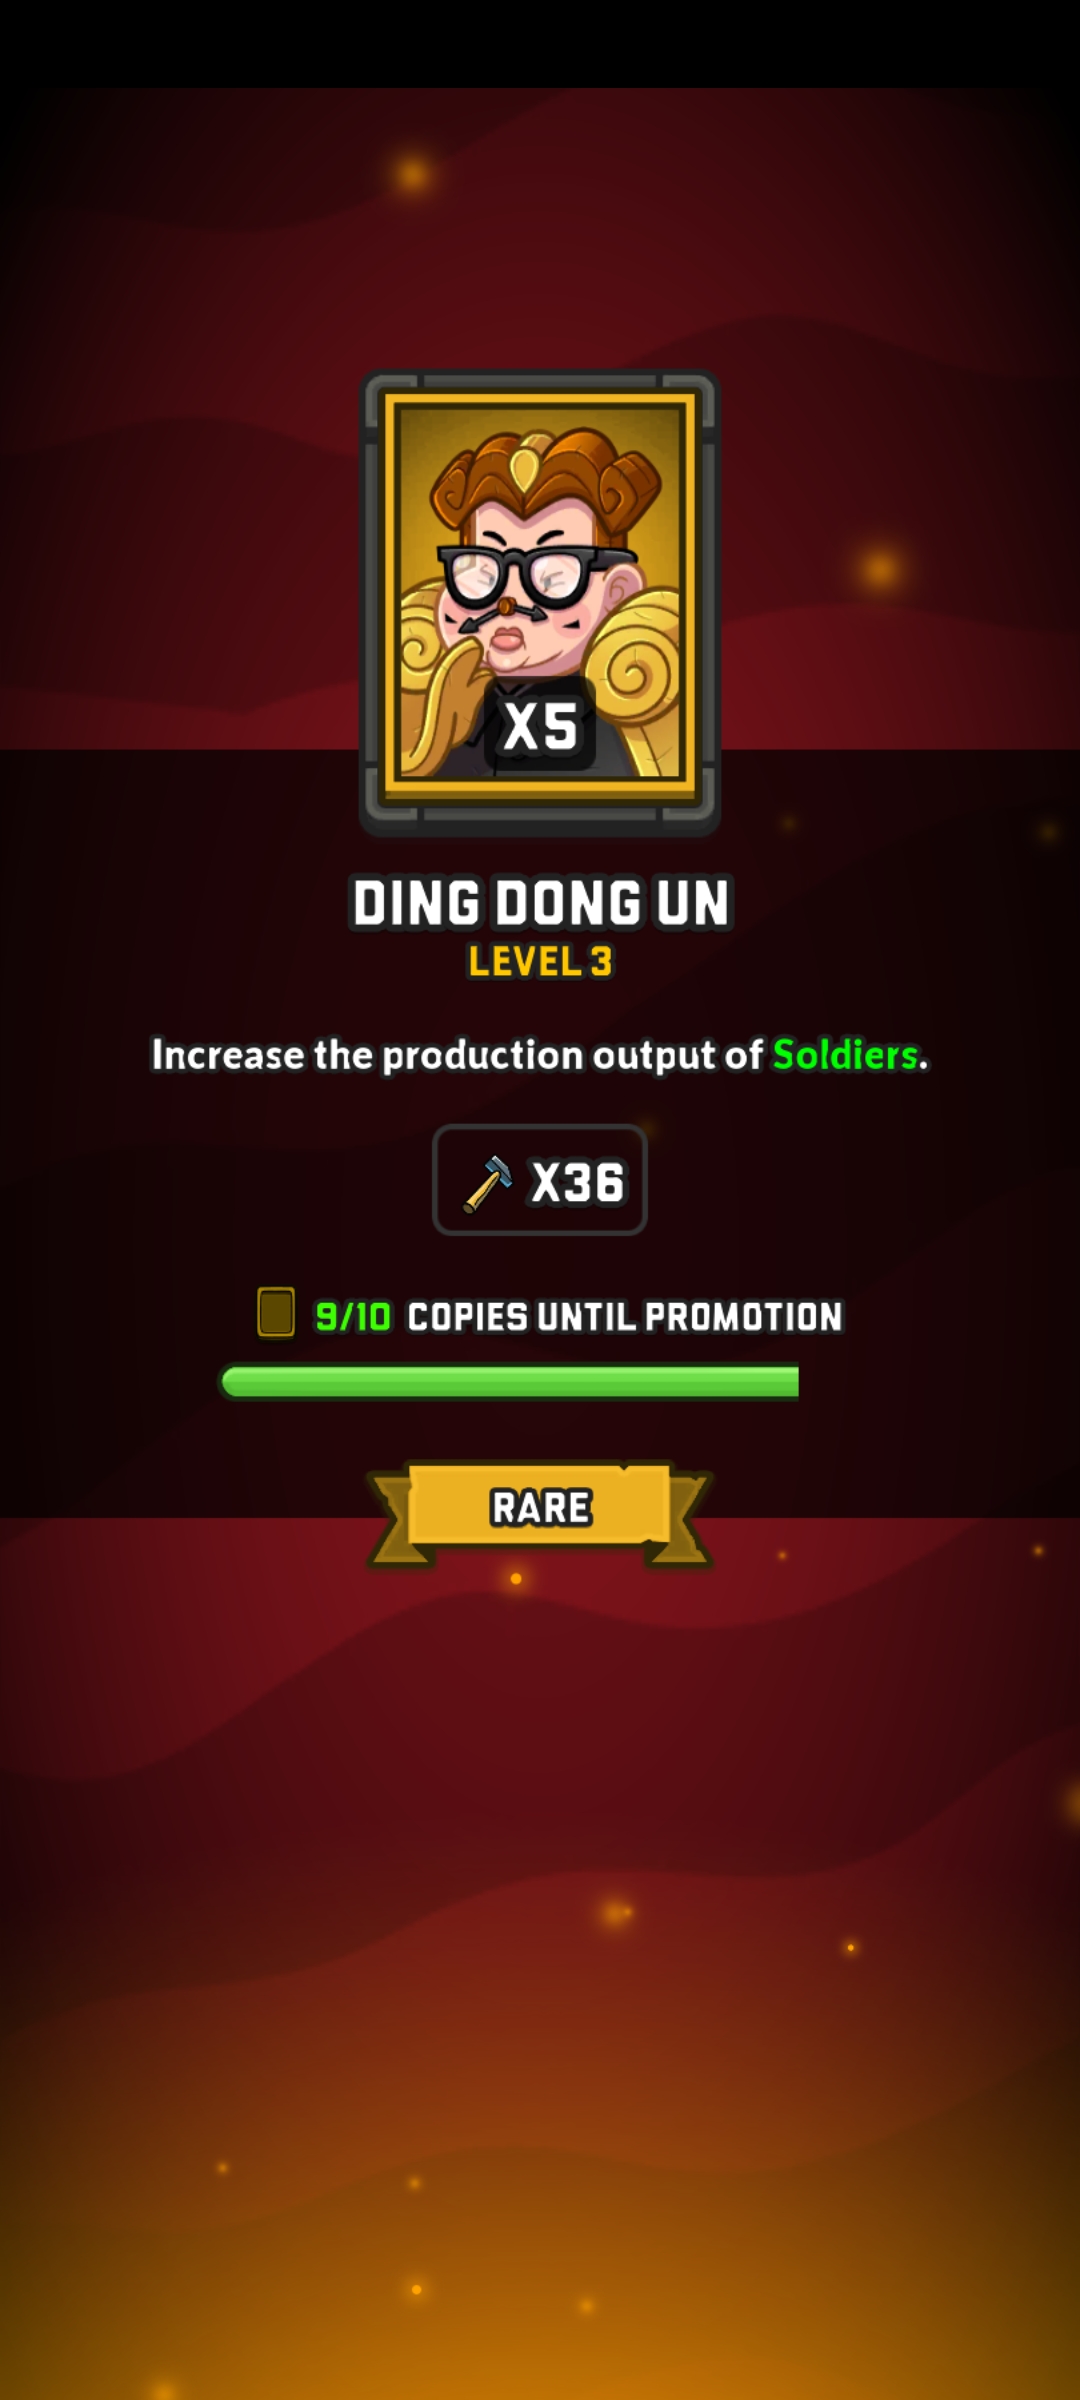 X5
DING DONG UN
LEVEL 3
Increase the production output of Soldiers.
X36
9/10 COPIES UNTIL PROMOTION
RARE